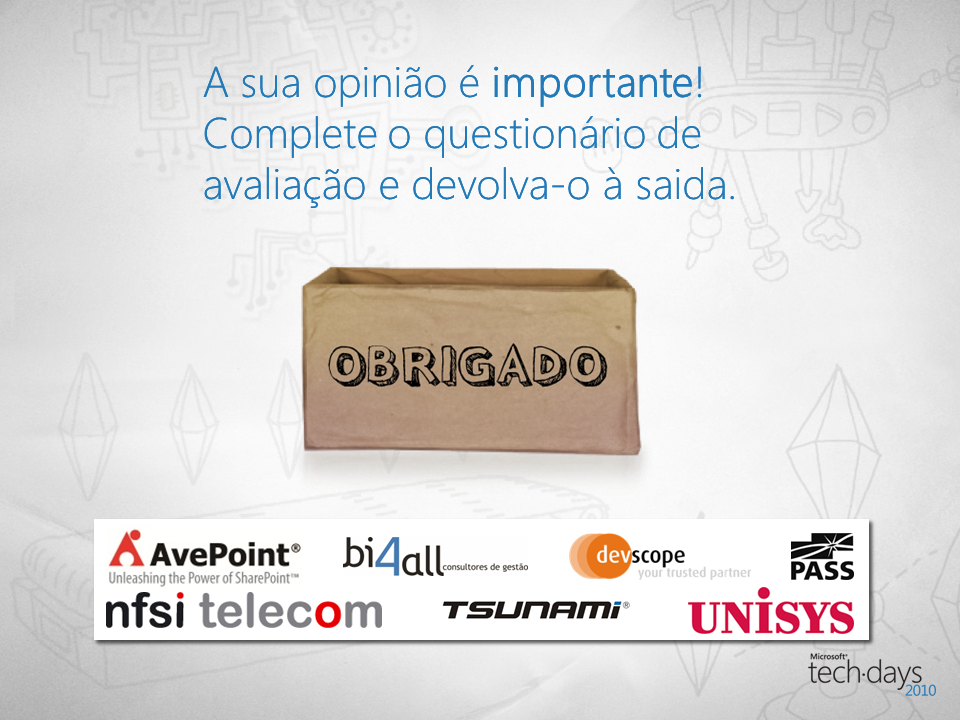 A sua opinião é importante!
Complete o questionário de
avaliação e devolva-o à saida.
OBRIGADO
AvePoint®
Unleashing the Power of SharePoint™
bi4all consultores de gestão
devscope
your trusted partner
PASS
nfsi telecom
TSUNAMi®
UNiSYS
Microsoft®
tech·days
2010